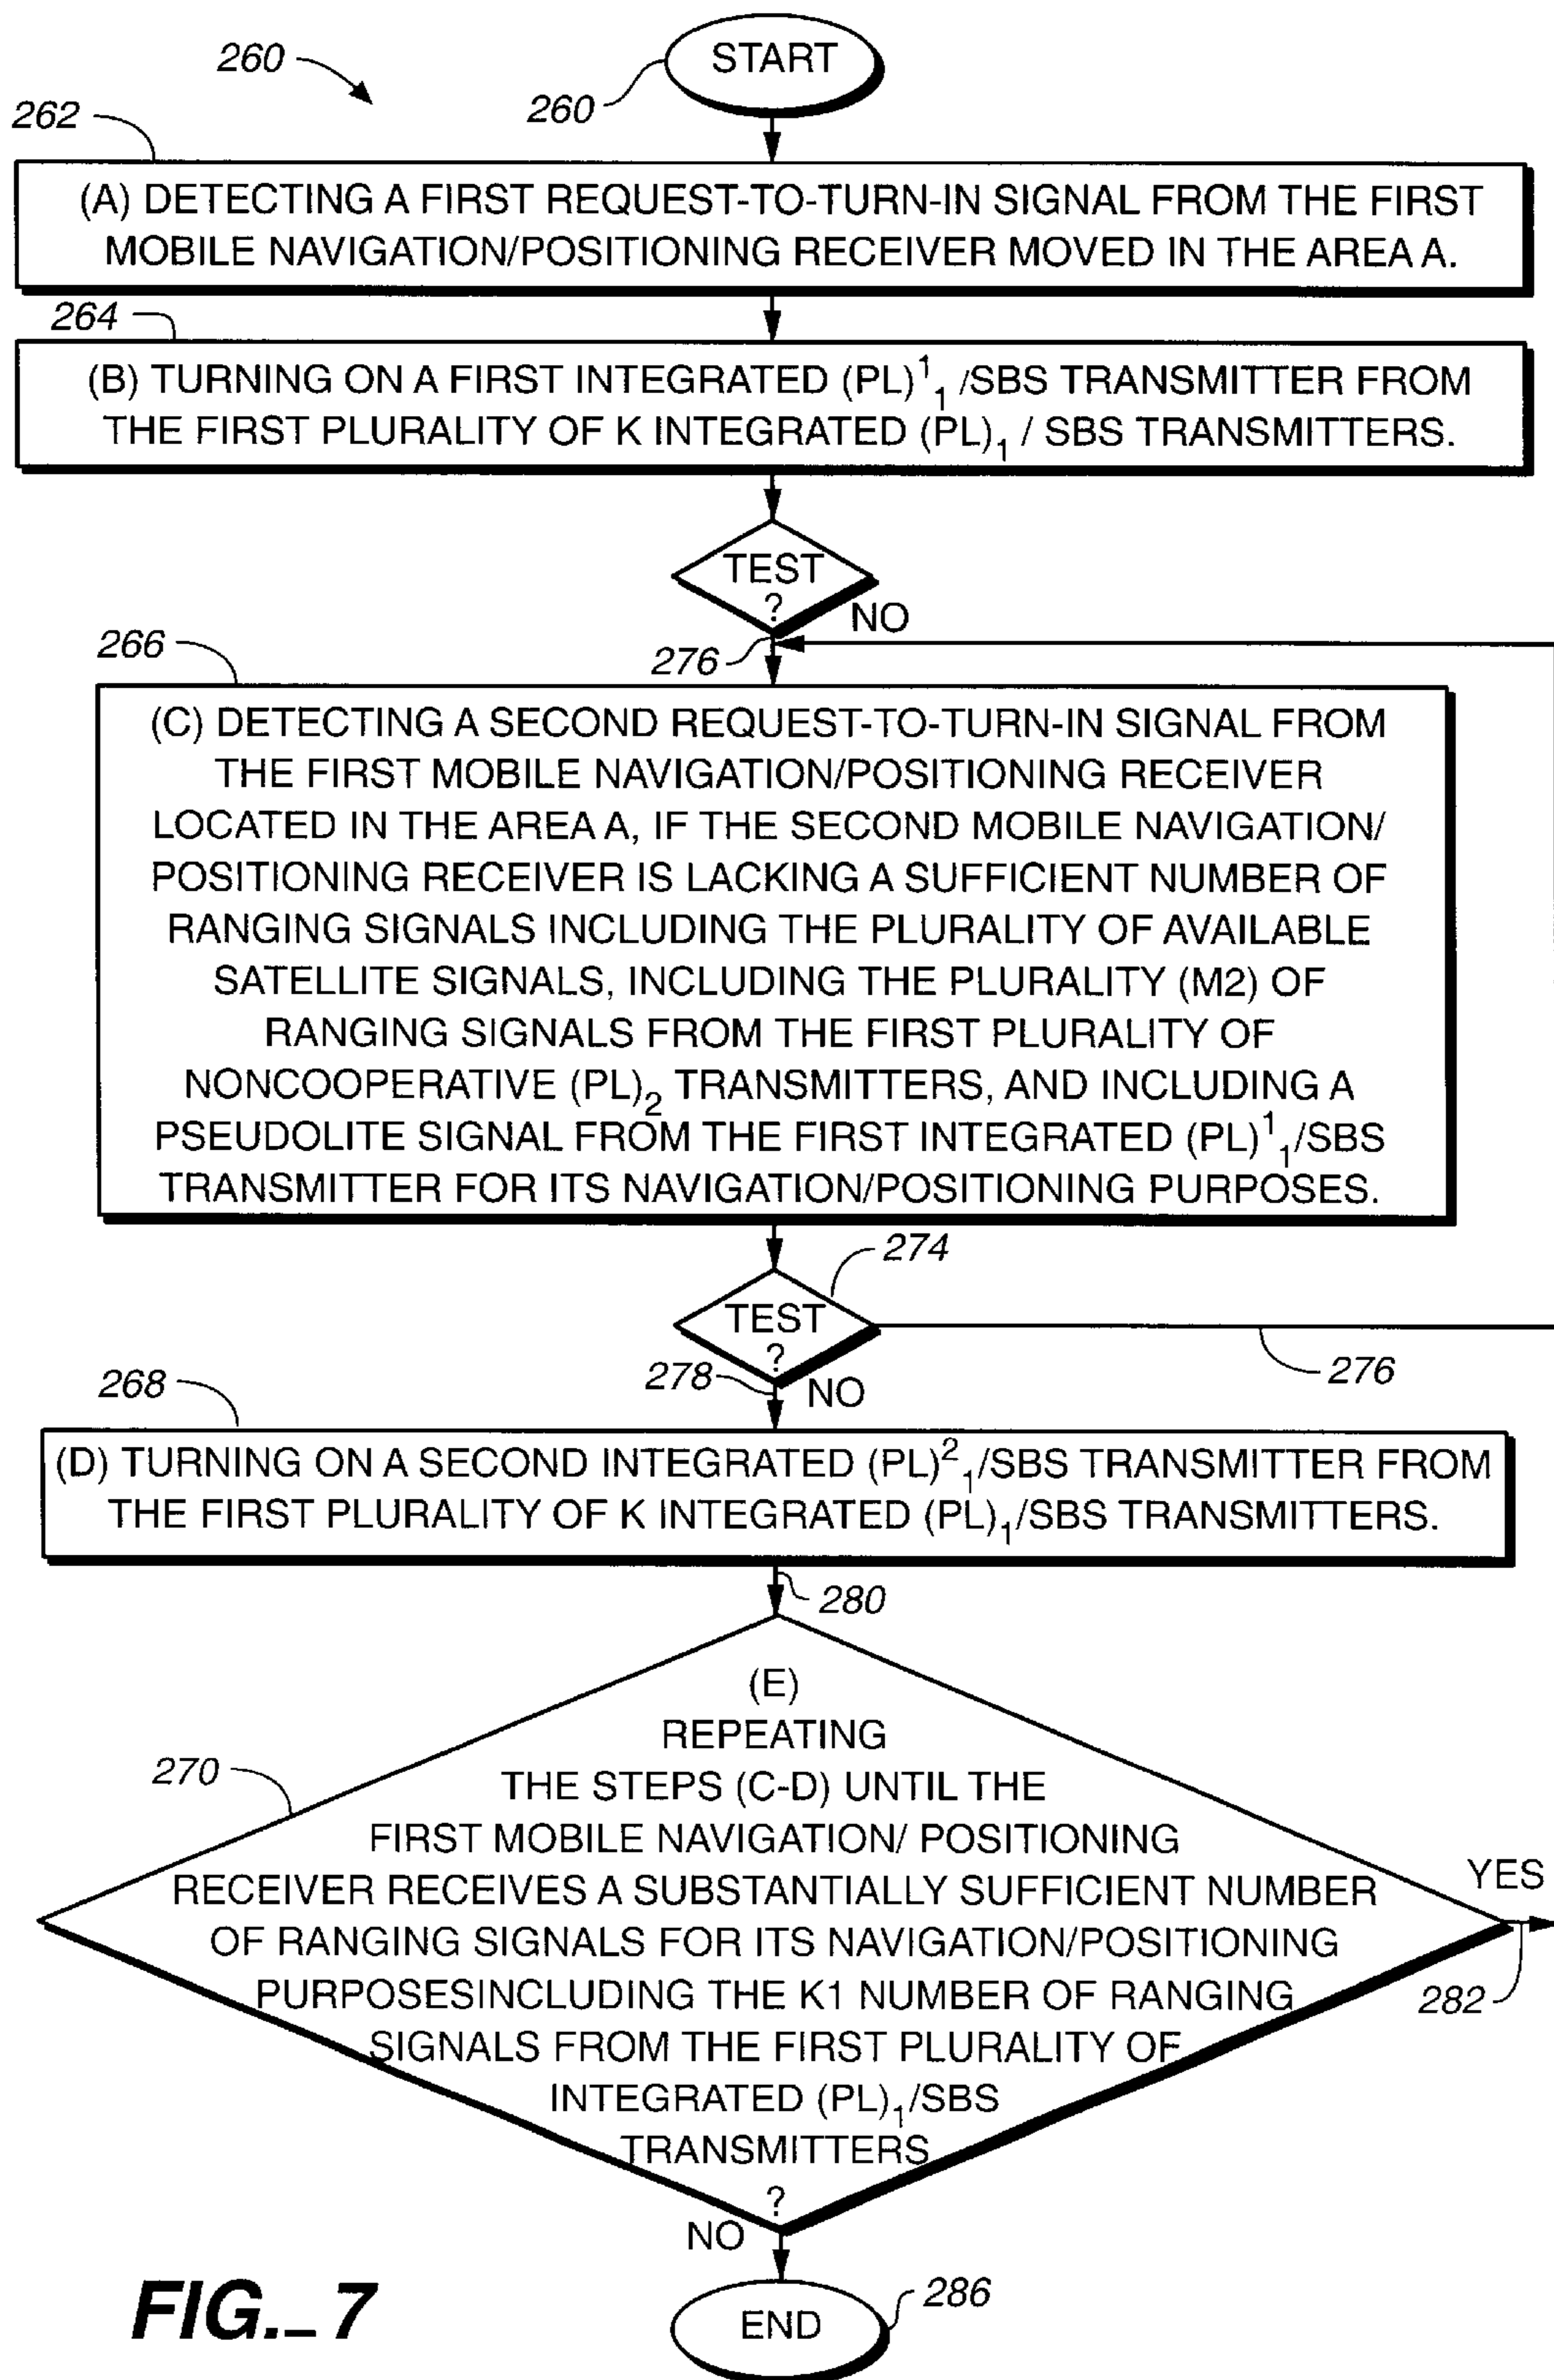 260
START
260
262
(A) DETECTING A FIRST REQUEST-TO-TURN-IN SIGNAL FROM THE FIRST
MOBILE NAVIGATION/POSITIONING RECEIVER MOVED IN THE AREA A.
264
(B) TURNING ON A FIRST INTEGRATED (PL)¹₁ /SBS TRANSMITTER FROM
THE FIRST PLURALITY OF K INTEGRATED (PL)₁ / SBS TRANSMITTERS.
TEST
?
NO
266
276
(C) DETECTING A SECOND REQUEST-TO-TURN-IN SIGNAL FROM
THE FIRST MOBILE NAVIGATION/POSITIONING RECEIVER
LOCATED IN THE AREA A, IF THE SECOND MOBILE NAVIGATION/
POSITIONING RECEIVER IS LACKING A SUFFICIENT NUMBER OF
RANGING SIGNALS INCLUDING THE PLURALITY OF AVAILABLE
SATELLITE SIGNALS, INCLUDING THE PLURALITY (M2) OF
RANGING SIGNALS FROM THE FIRST PLURALITY OF
NONCOOPERATIVE (PL)₂ TRANSMITTERS, AND INCLUDING A
PSEUDOLITE SIGNAL FROM THE FIRST INTEGRATED (PL)¹₁/SBS
TRANSMITTER FOR ITS NAVIGATION/POSITIONING PURPOSES.
274
TEST
?
276
278
NO
268
(D) TURNING ON A SECOND INTEGRATED (PL)²₁/SBS TRANSMITTER FROM
THE FIRST PLURALITY OF K INTEGRATED (PL)₁/SBS TRANSMITTERS.
280
(E)
REPEATING
THE STEPS (C-D) UNTIL THE
FIRST MOBILE NAVIGATION/ POSITIONING
RECEIVER RECEIVES A SUBSTANTIALLY SUFFICIENT NUMBER
OF RANGING SIGNALS FOR ITS NAVIGATION/POSITIONING
PURPOSESINCLUDING THE K1 NUMBER OF RANGING
SIGNALS FROM THE FIRST PLURALITY OF
INTEGRATED (PL)₁/SBS
TRANSMITTERS
?
270
YES
282
NO
END
286
FIG._7